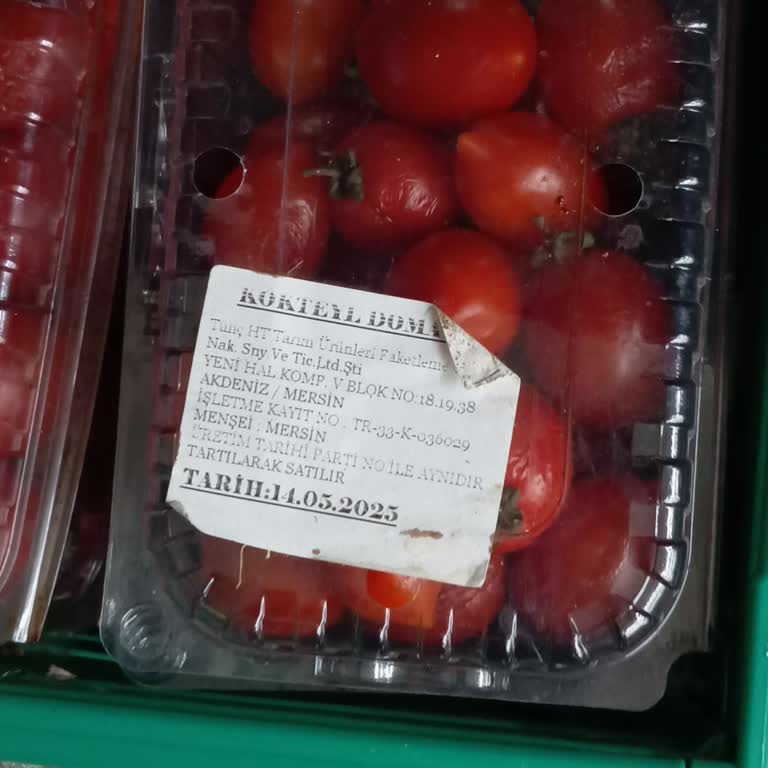 KOKTEYL DOM
Tunç HT Tarım Ürünleri Paketleme
Nak. Sny. Ve Tic.Ltd.Şti
YENİ HAL KOMP. V BLOK NO:18.19.38
AKDENİZ / MERSİN
İŞLETME KAYIT NO : TR-33-K-036029
MENŞEİ : MERSİN
ÜRETİM TARİHİ PARTİ NO İLE AYNIDIR
TARTILARAK SATILIR
TARİH:14.05.2025